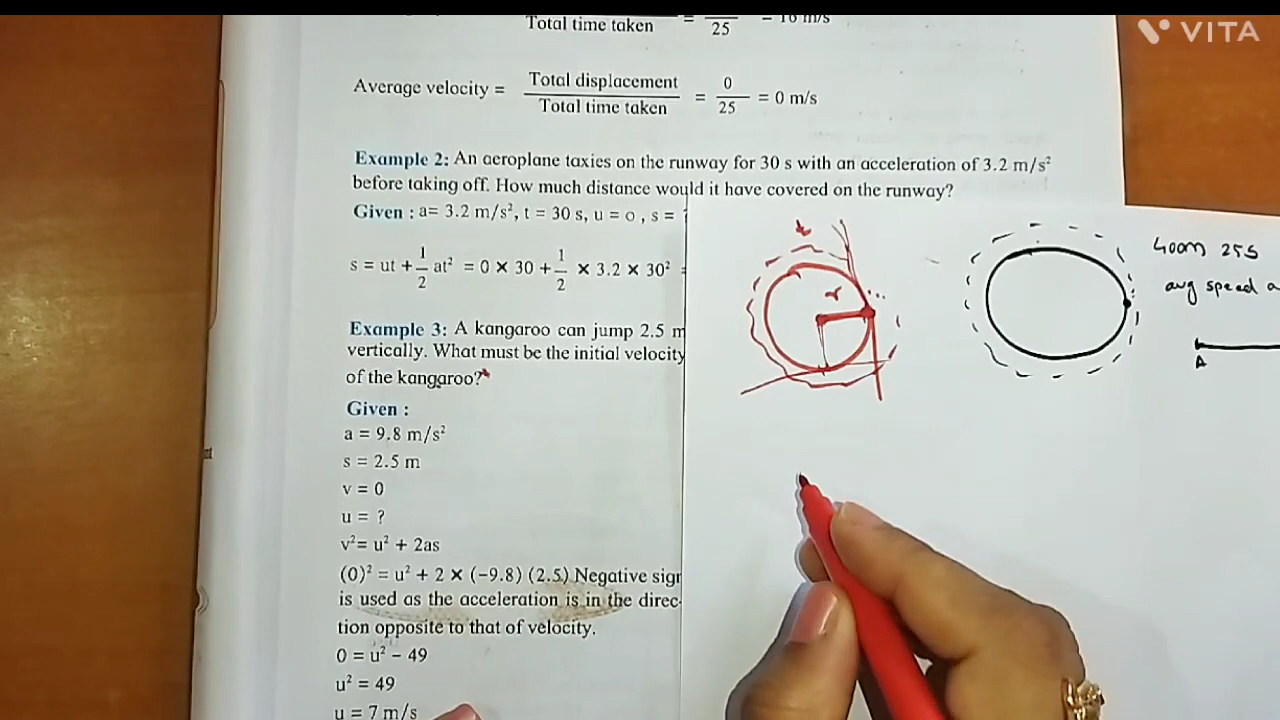 Total time taken = 25 = 16 m/s
Average velocity = Total displacement / Total time taken = 0 / 25 = 0 m/s
Example 2: An aeroplane taxies on the runway for 30 s with an acceleration of 3.2 m/s²
before taking off. How much distance would it have covered on the runway?
Given : a= 3.2 m/s², t = 30 s, u = o , s =
s = ut + 1/2 at² = 0 × 30 + 1/2 × 3.2 × 30²
Example 3: A kangaroo can jump 2.5 m
vertically. What must be the initial velocity
of the kangaroo?
Given :
a = 9.8 m/s²
s = 2.5 m
v = 0
u = ?
v²= u² + 2as
(0)² = u² + 2 × (−9.8) (2.5) Negative sign
is used as the acceleration is in the direc-
tion opposite to that of velocity.
0 = u² − 49
u² = 49
u = 7 m/s
t
r
400m 25s
avg speed
A
VITA